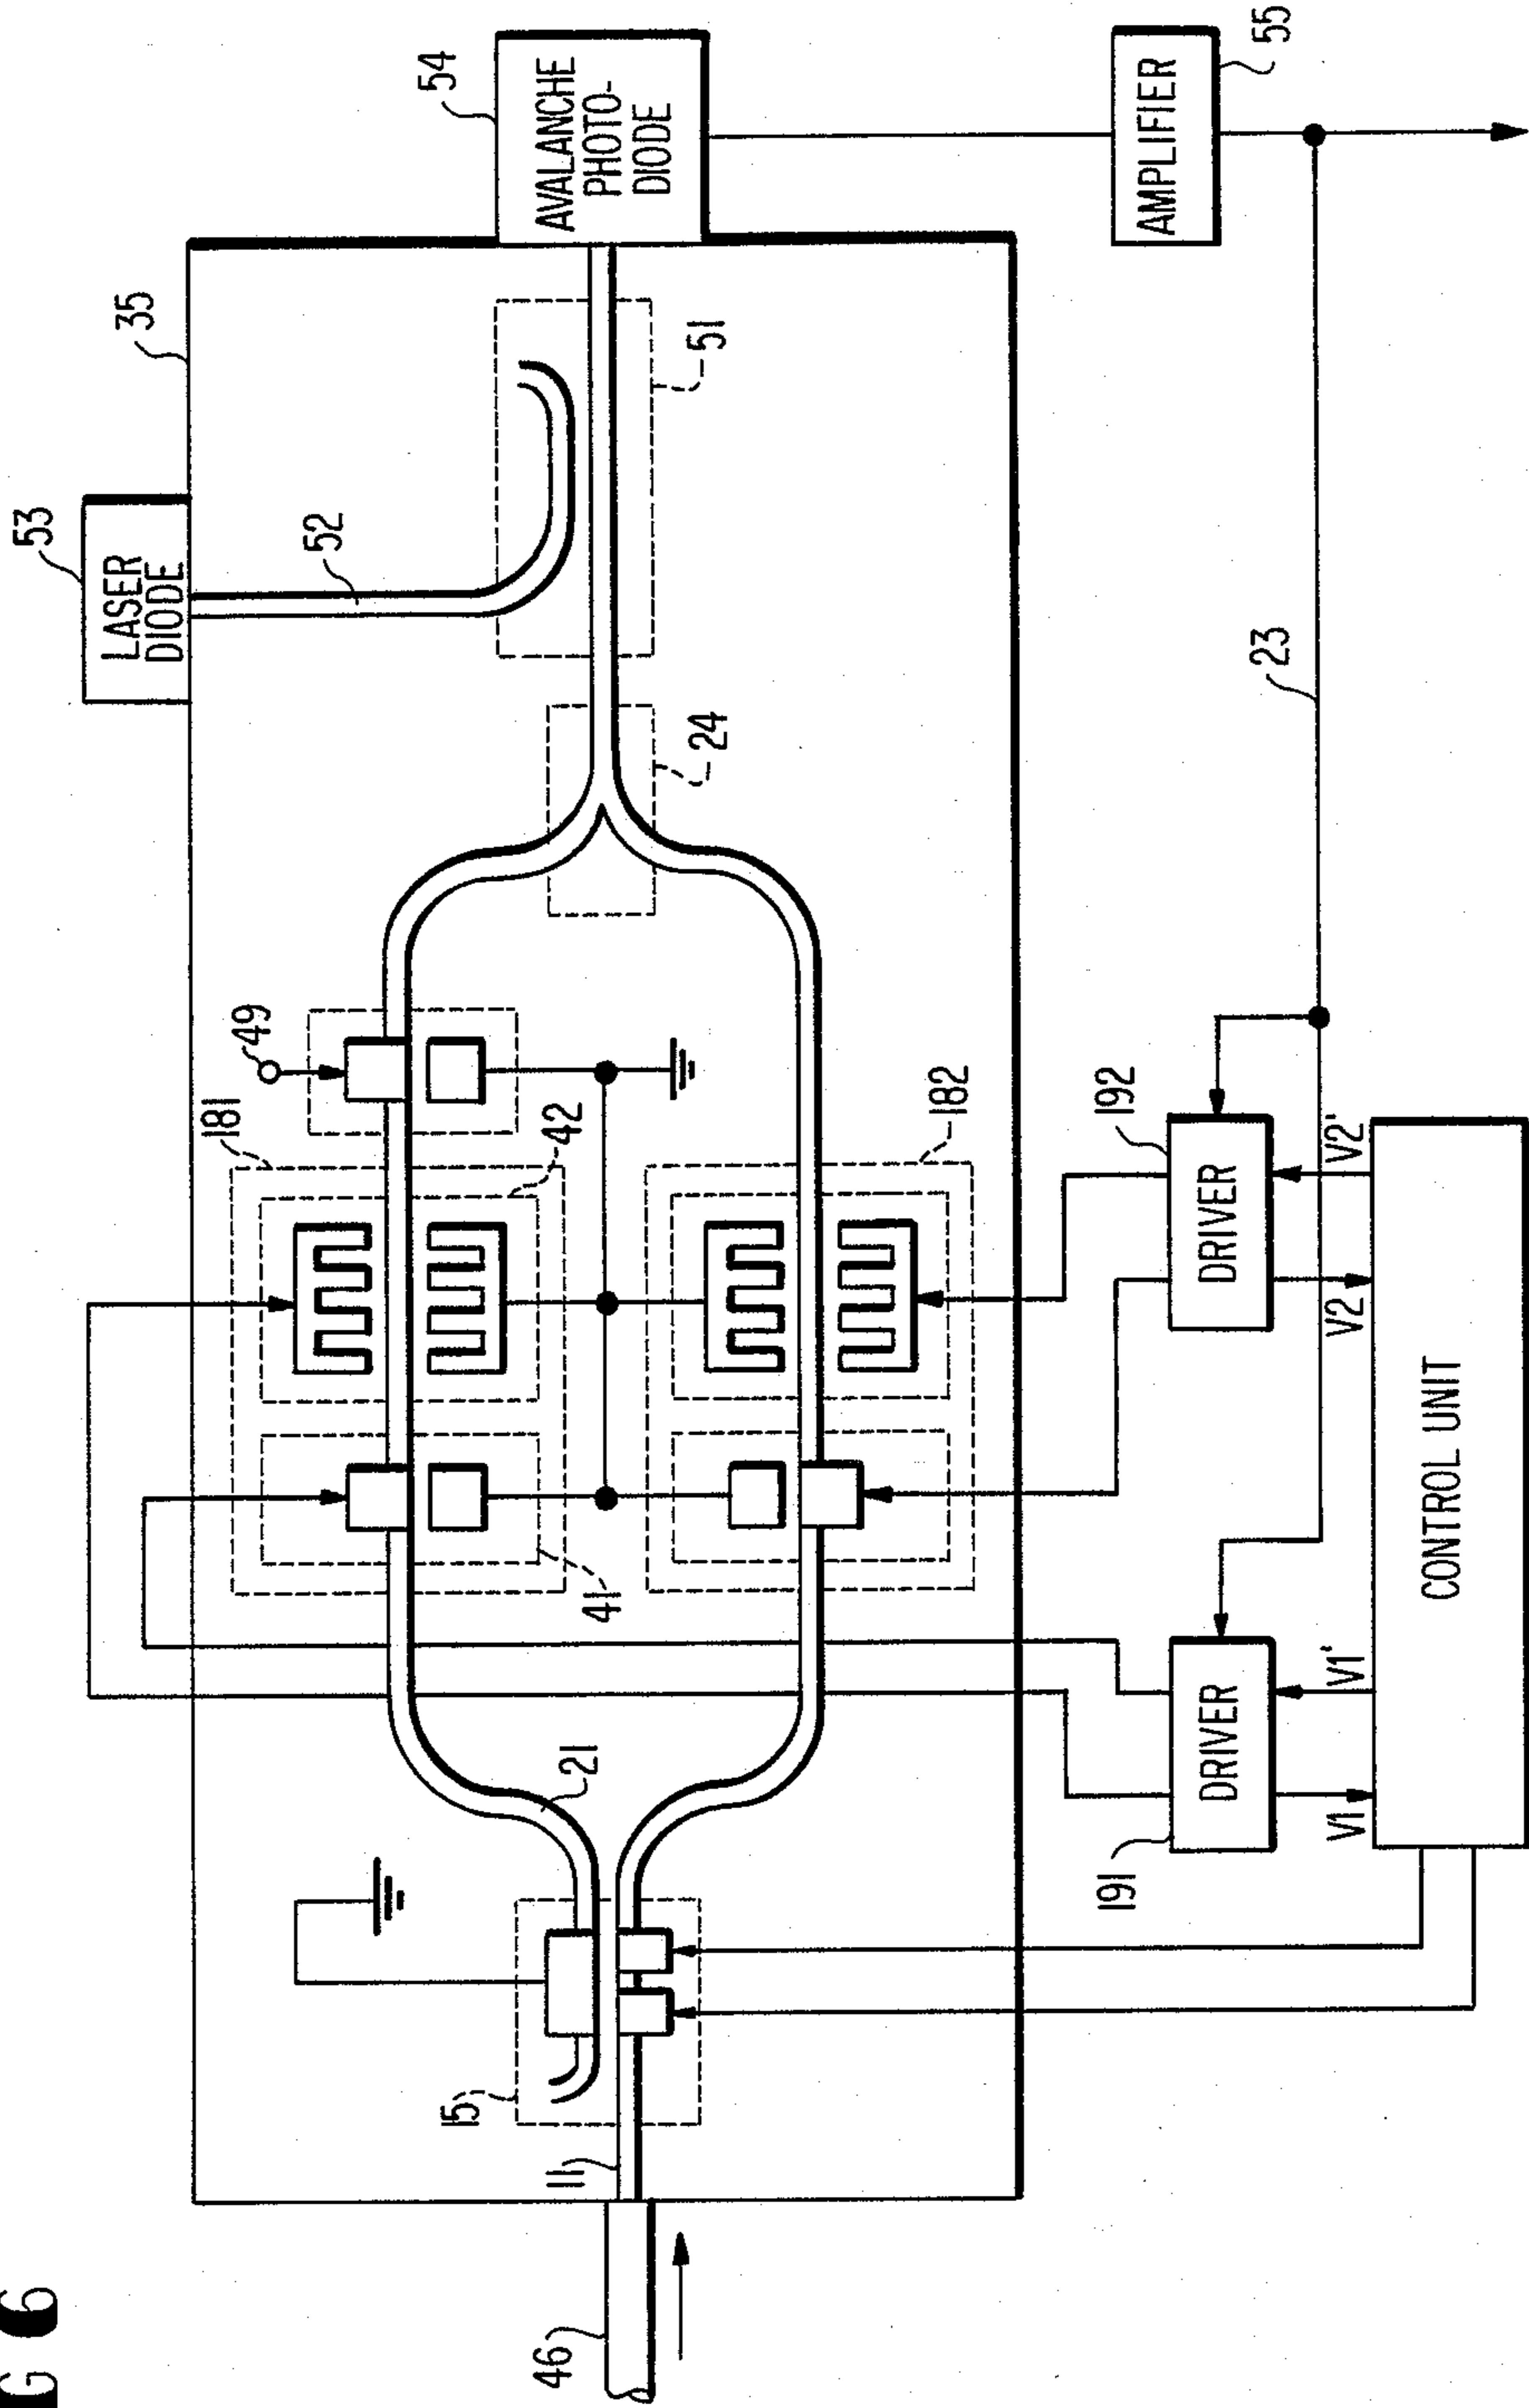 G 6
53
LASER
DIODE
52
35
54
AVALANCHE
PHOTO-
DIODE
51
24
49
181
42
41
182
21
15
11
46
55
AMPLIFIER
23
192
DRIVER
V2
V2'
191
DRIVER
V1
V1'
CONTROL UNIT